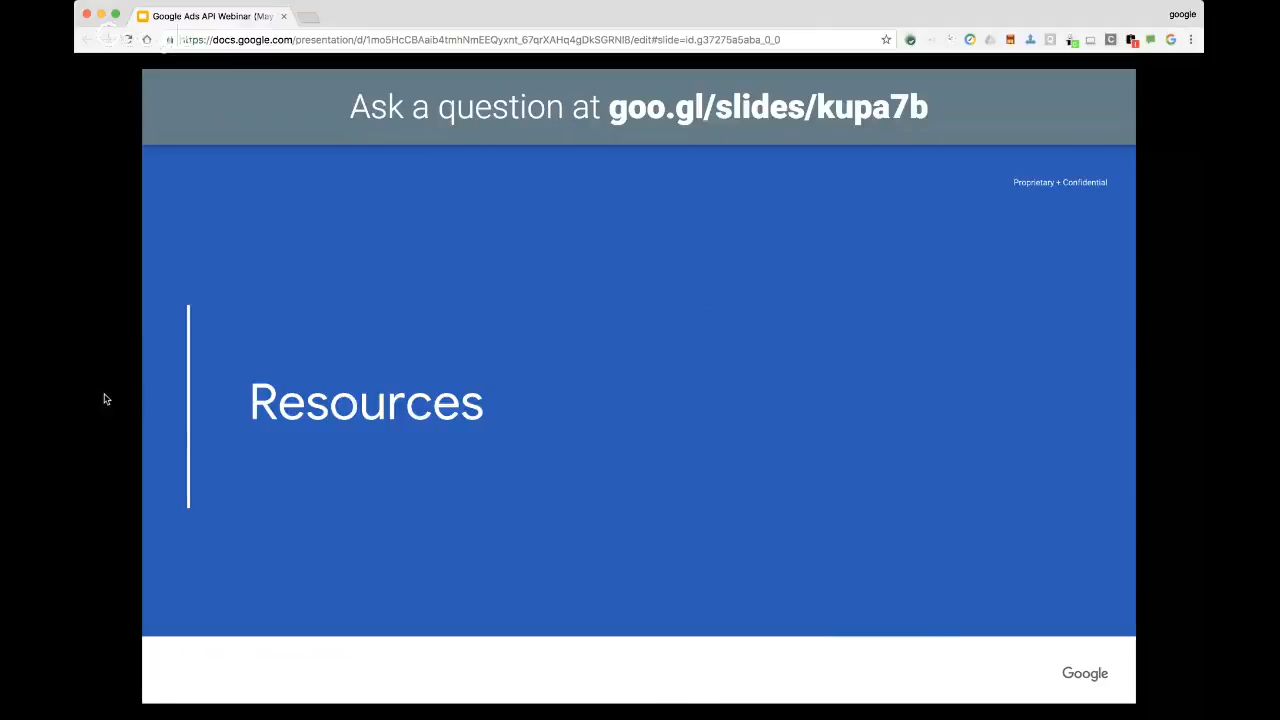 Google Ads API Webinar (May
google
https://docs.google.com/presentation/d/1mo5HcCBAaib4tmhNmEEQyxnt_67qrXAHq4gDkSGRNI8/edit#slide=id.g37275a5aba_0_0
Ask a question at goo.gl/slides/kupa7b
Proprietary + Confidential
Resources
Google